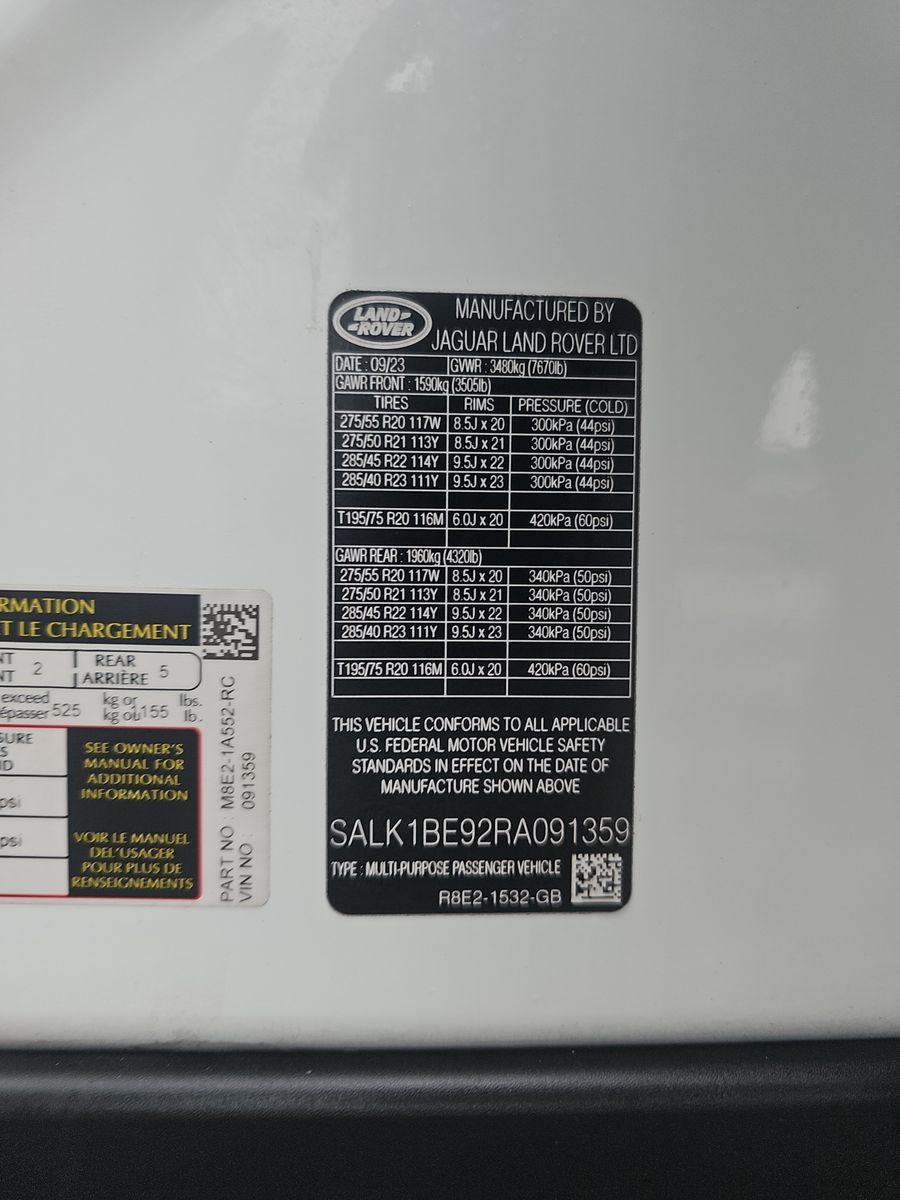 LAND ROVER
MANUFACTURED BY
JAGUAR LAND ROVER LTD
DATE : 09/23 GVWR : 3480kg (7670lb)
GAWR FRONT : 1590kg (3505lb)
TIRES RIMS PRESSURE (COLD)
275/55 R20 117W 8.5J x 20 300kPa (44psi)
275/50 R21 113Y 8.5J x 21 300kPa (44psi)
285/45 R22 114Y 9.5J x 22 300kPa (44psi)
285/40 R23 111Y 9.5J x 23 300kPa (44psi)
T195/75 R20 116M 6.0J x 20 420kPa (60psi)
GAWR REAR : 1960kg (4320lb)
275/55 R20 117W 8.5J x 20 340kPa (50psi)
275/50 R21 113Y 8.5J x 21 340kPa (50psi)
285/45 R22 114Y 9.5J x 22 340kPa (50psi)
285/40 R23 111Y 9.5J x 23 340kPa (50psi)
T195/75 R20 116M 6.0J x 20 420kPa (60psi)
THIS VEHICLE CONFORMS TO ALL APPLICABLE
U.S. FEDERAL MOTOR VEHICLE SAFETY
STANDARDS IN EFFECT ON THE DATE OF
MANUFACTURE SHOWN ABOVE
SALK1BE92RA091359
TYPE : MULTI-PURPOSE PASSENGER VEHICLE
R8E2-1532-GB
RMATION
T LE CHARGEMENT
NT 2 REAR 5
NT ARRIÈRE
exceed 525 kg or 1155 lbs.
épasser kg ou lb.
SURE
S
ID
psi
psi
SEE OWNER'S
MANUAL FOR
ADDITIONAL
INFORMATION
VOIR LE MANUEL
DEL'USAGER
POUR PLUS DE
RENSEIGNEMENTS
PART NO : M8E2-1A552-RC
VIN NO : 091359